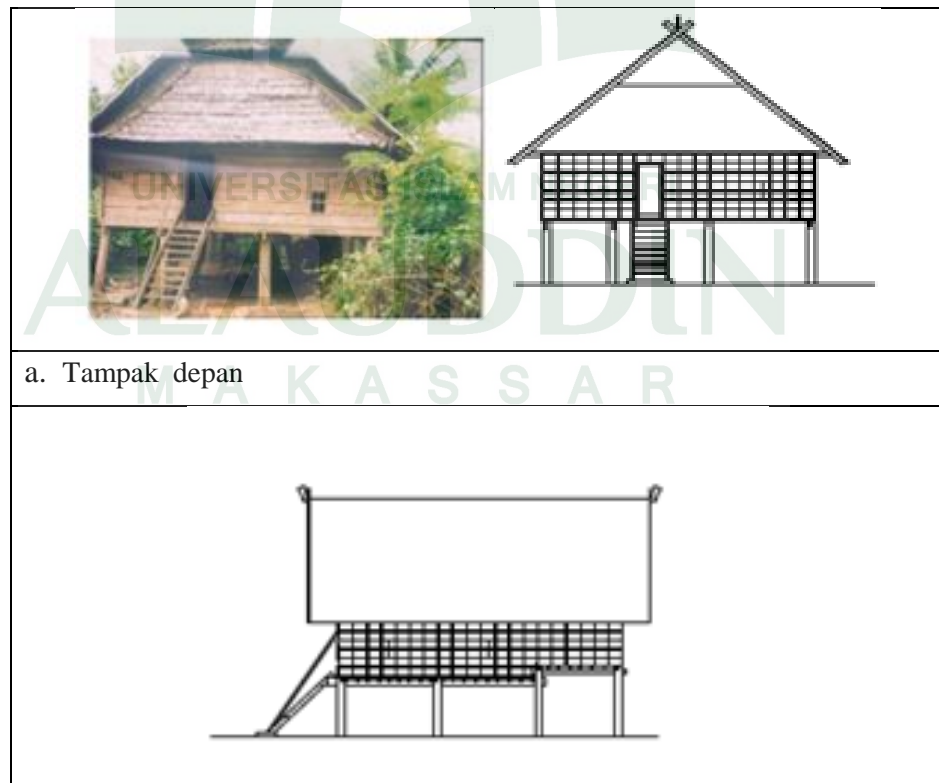 UNIVERSITAS ISLAM NEGERI
ALAUDDIN
a. Tampak depan
M A K A S S A R